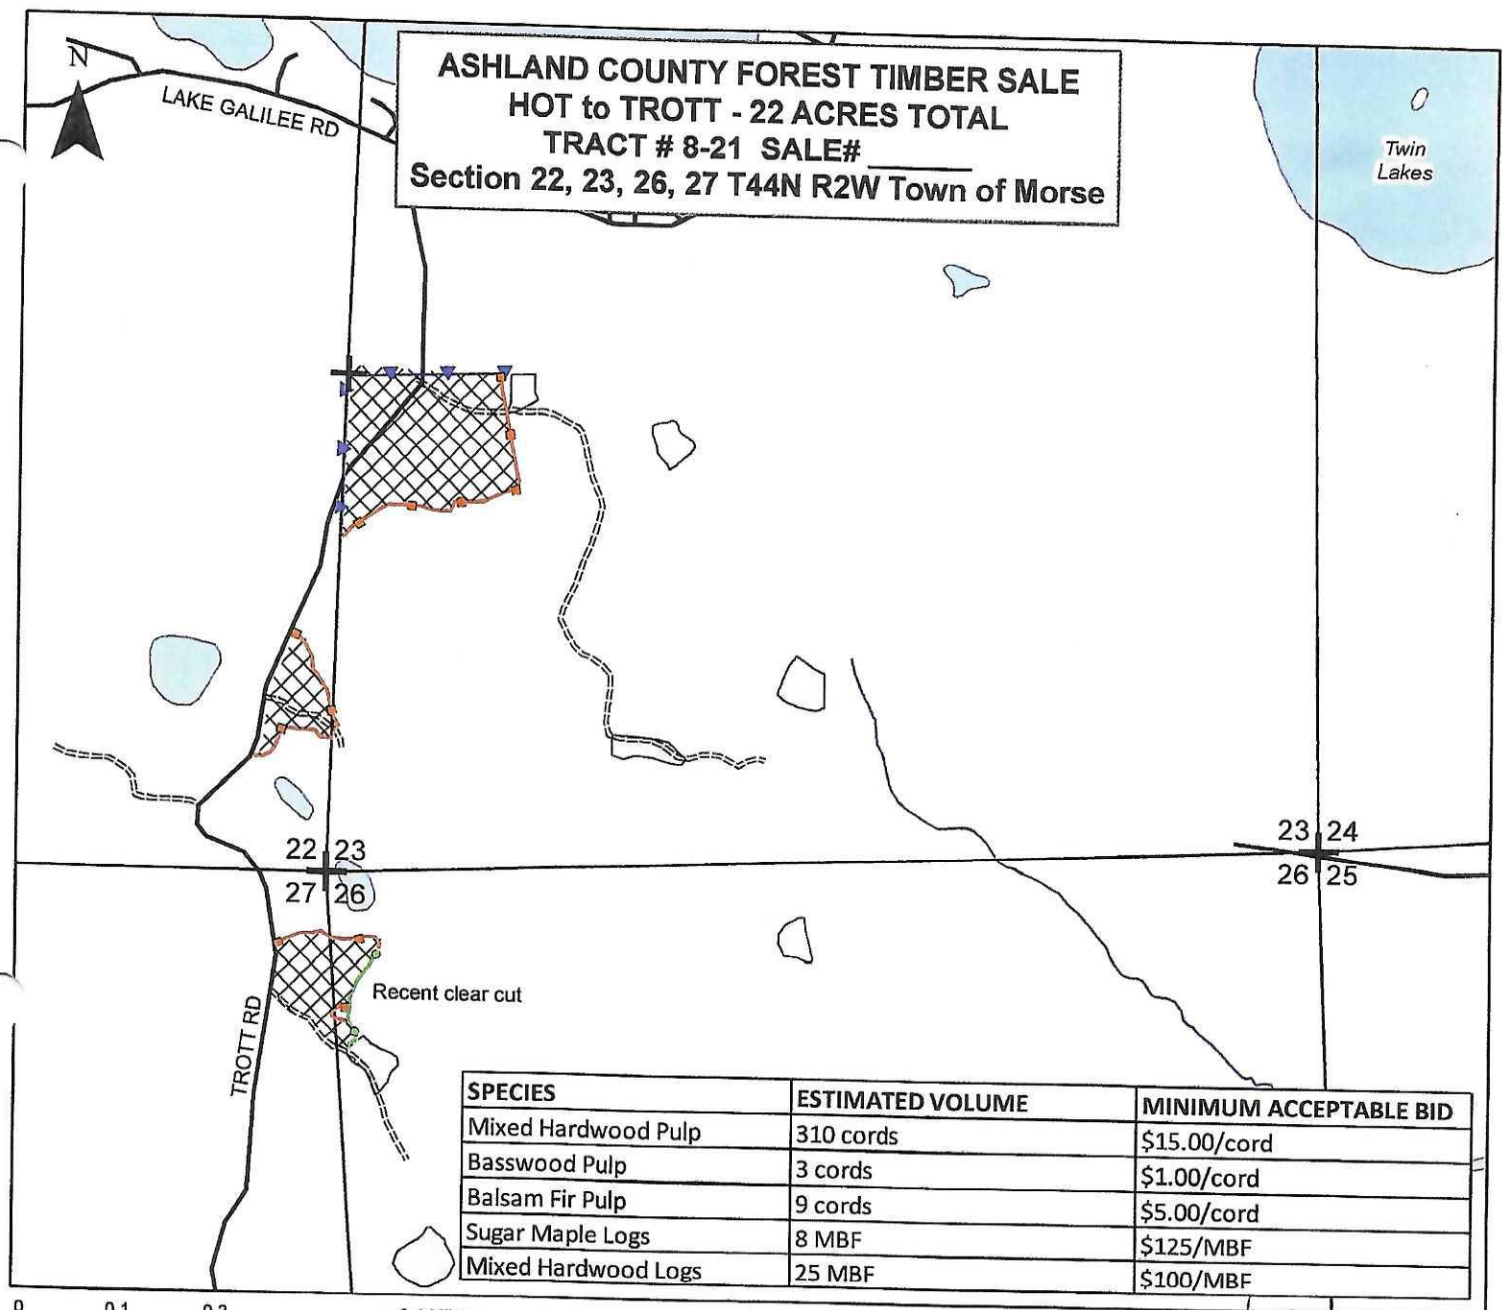 ASHLAND COUNTY FOREST TIMBER SALE
HOT to TROTT - 22 ACRES TOTAL
TRACT # 8-21 SALE# ______
Section 22, 23, 26, 27 T44N R2W Town of Morse
N
LAKE GALILEE RD
Twin
Lakes
22 23
27 26
23 24
26 25
Recent clear cut
TROTT RD
SPECIES ESTIMATED VOLUME MINIMUM ACCEPTABLE BID
Mixed Hardwood Pulp 310 cords $15.00/cord
Basswood Pulp 3 cords $1.00/cord
Balsam Fir Pulp 9 cords $5.00/cord
Sugar Maple Logs 8 MBF $125/MBF
Mixed Hardwood Logs 25 MBF $100/MBF
0 0.1 0.2